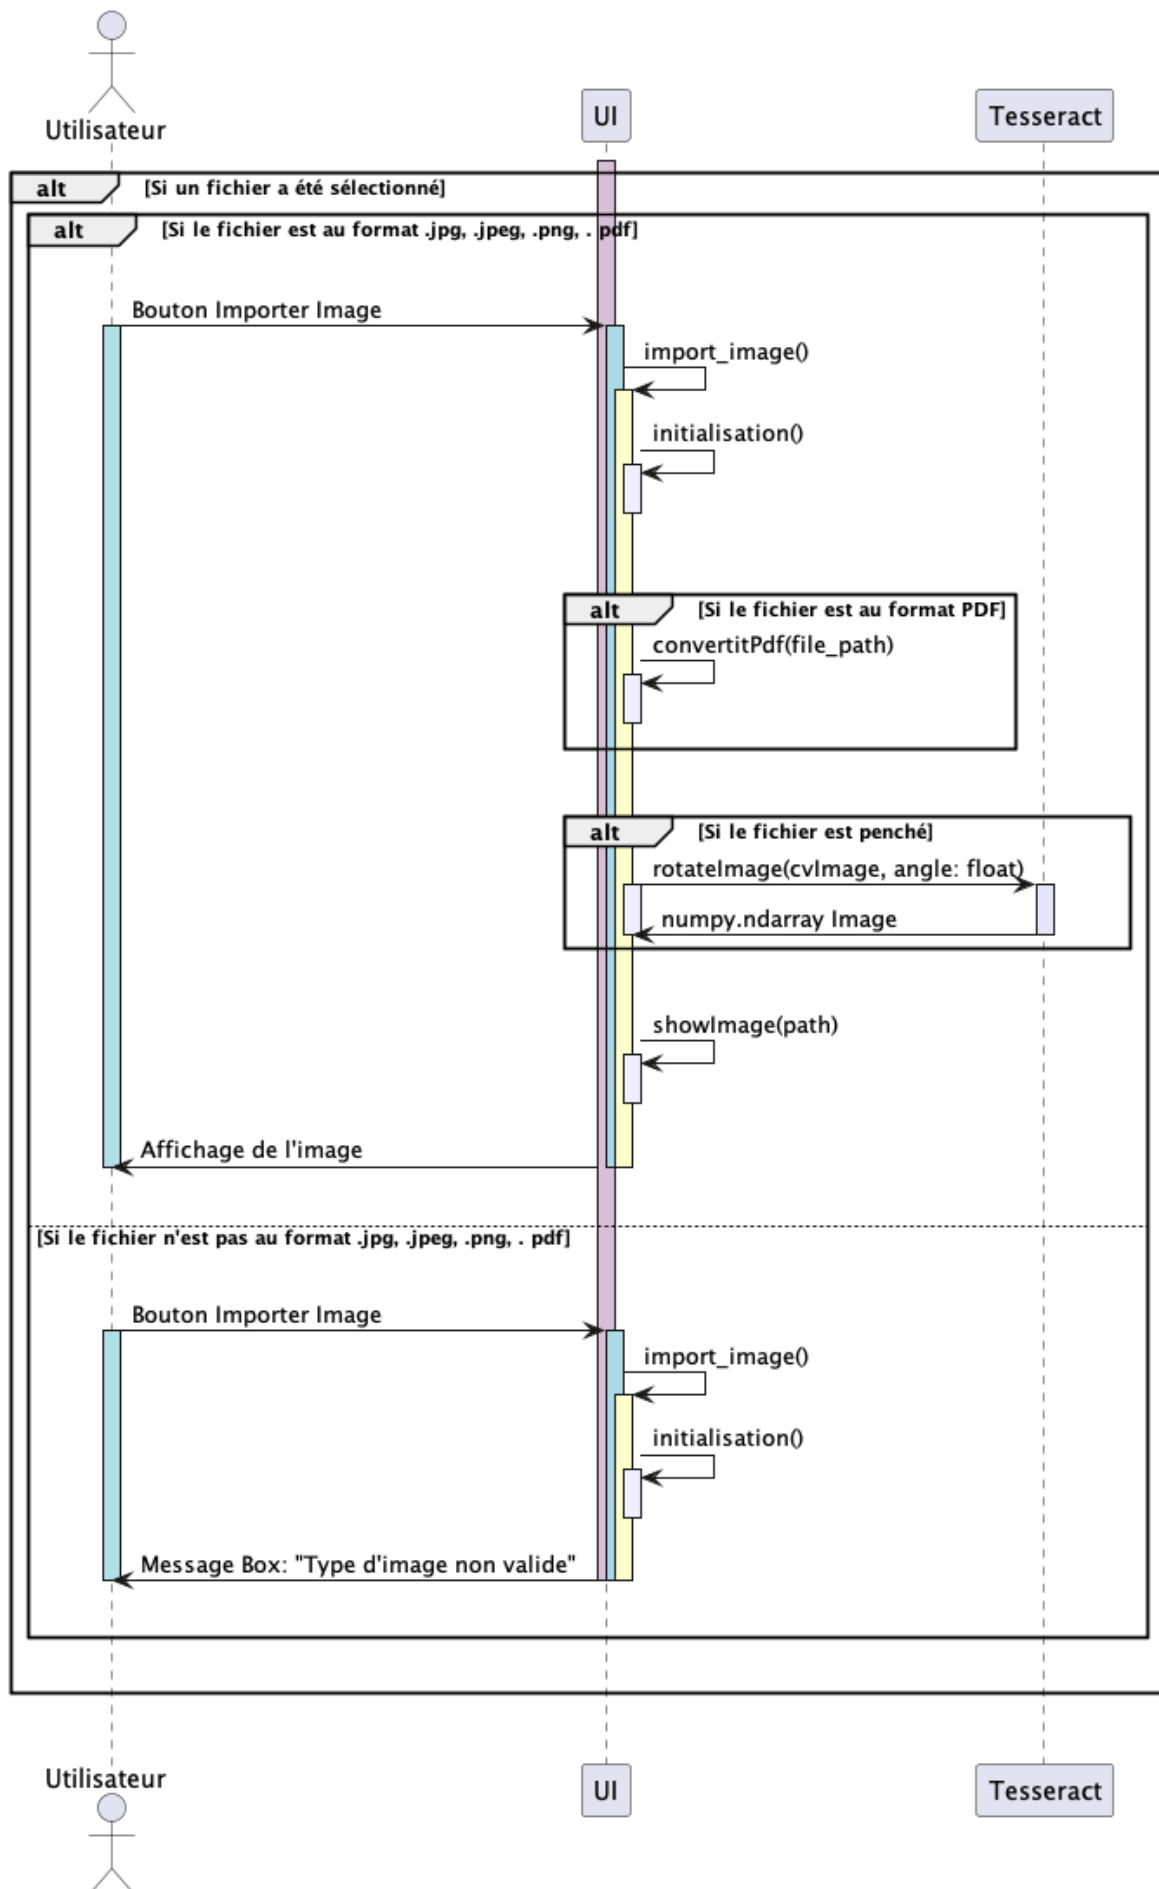 Utilisateur
UI
Tesseract
alt [Si un fichier a été sélectionné]
alt [Si le fichier est au format .jpg, .jpeg, .png, . pdf]
Bouton Importer Image
import_image()
initialisation()
alt [Si le fichier est au format PDF]
convertitPdf(file_path)
alt [Si le fichier est penché]
rotateImage(cvImage, angle: float)
numpy.ndarray Image
showImage(path)
Affichage de l'image
[Si le fichier n'est pas au format .jpg, .jpeg, .png, . pdf]
Bouton Importer Image
import_image()
initialisation()
Message Box: "Type d'image non valide"
Utilisateur
UI
Tesseract